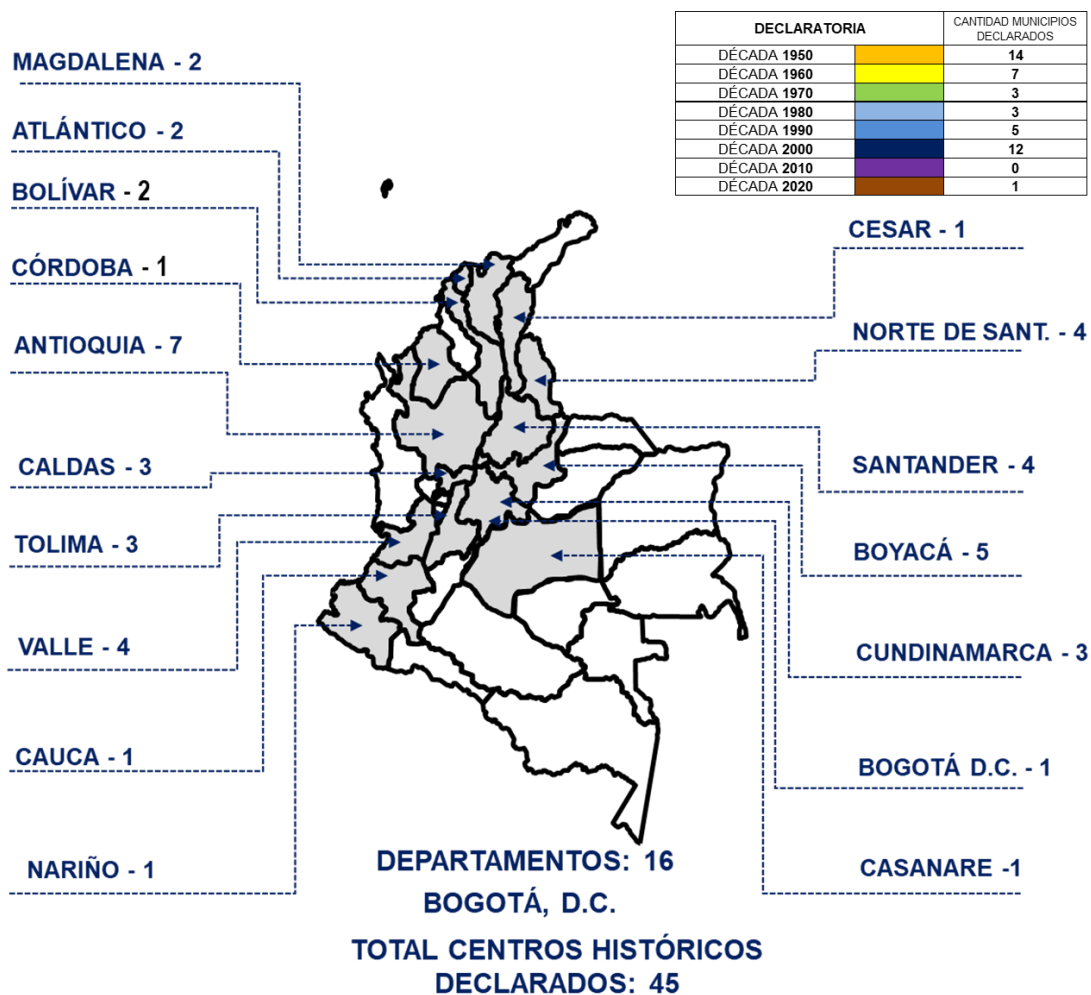 DECLARATORIA CANTIDAD MUNICIPIOS DECLARADOS
DÉCADA 1950 14
DÉCADA 1960 7
DÉCADA 1970 3
DÉCADA 1980 3
DÉCADA 1990 5
DÉCADA 2000 12
DÉCADA 2010 0
DÉCADA 2020 1
MAGDALENA - 2
ATLÁNTICO - 2
BOLÍVAR - 2
CÓRDOBA - 1
ANTIOQUIA - 7
CALDAS - 3
TOLIMA - 3
VALLE - 4
CAUCA - 1
NARIÑO - 1
CESAR - 1
NORTE DE SANT. - 4
SANTANDER - 4
BOYACÁ - 5
CUNDINAMARCA - 3
BOGOTÁ D.C. - 1
CASANARE -1
DEPARTAMENTOS: 16
BOGOTÁ, D.C.
TOTAL CENTROS HISTÓRICOS
DECLARADOS: 45